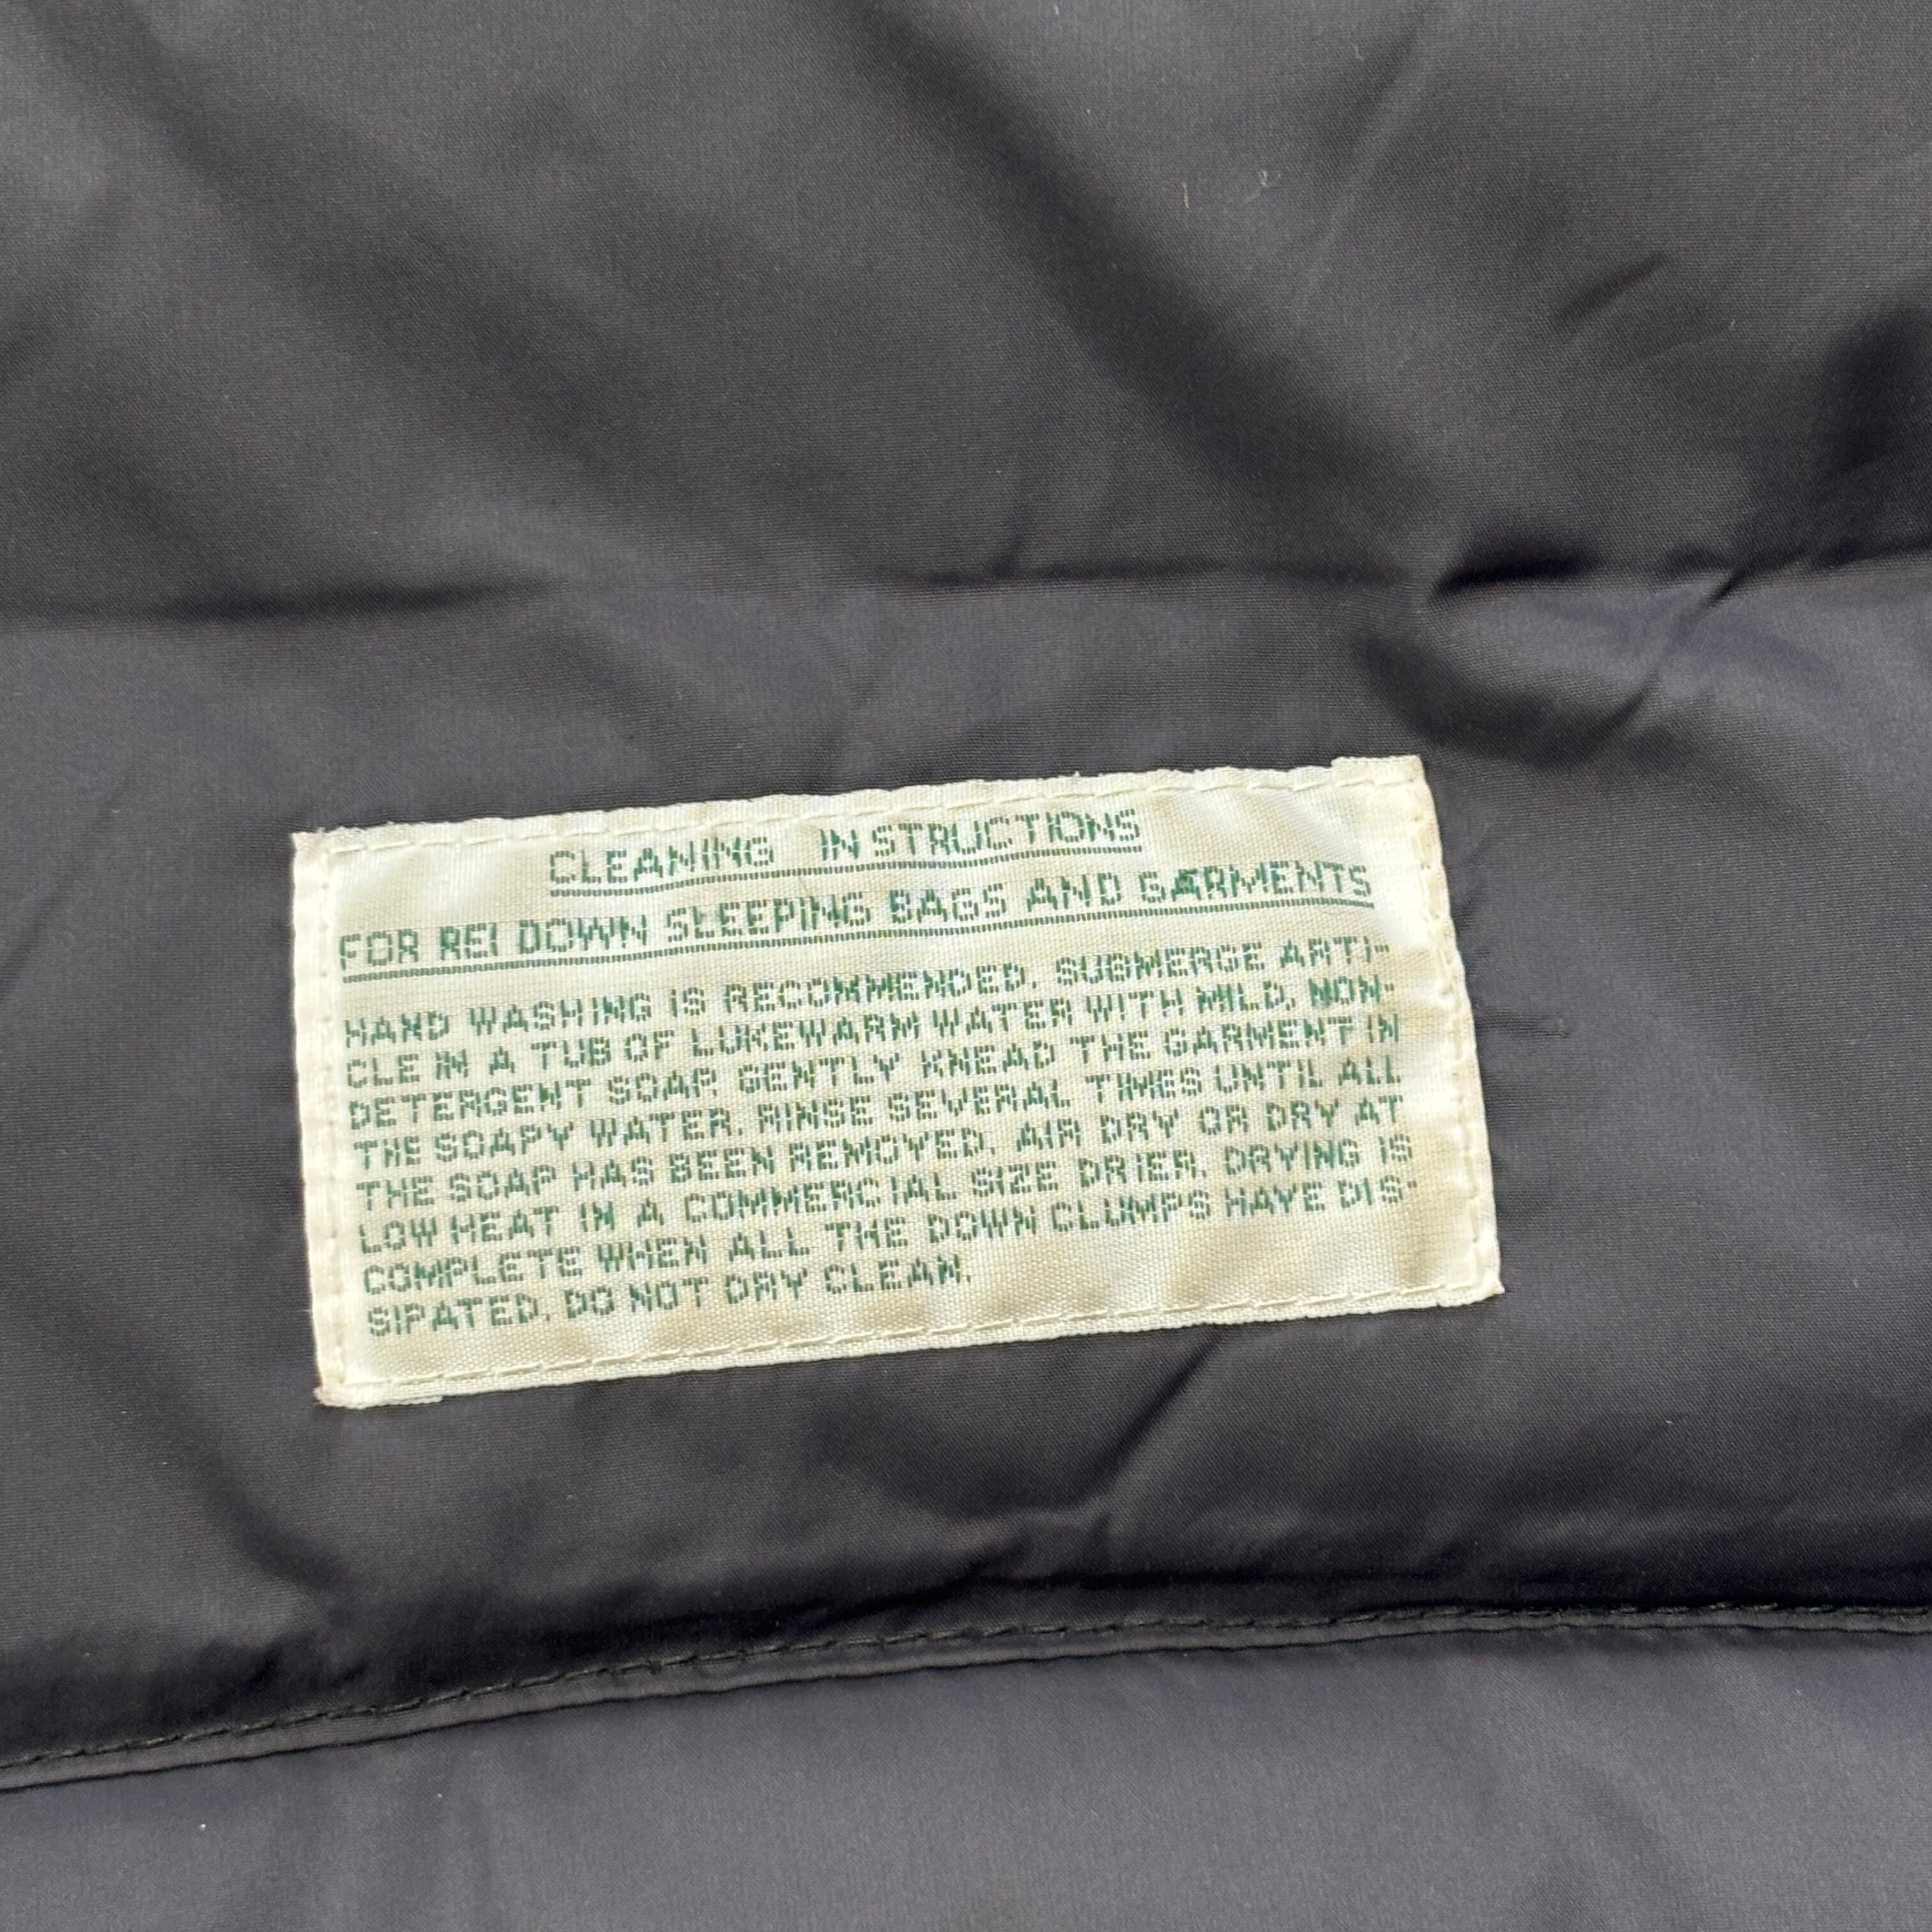 CLEANING INSTRUCTIONS
FOR REI DOWN SLEEPING BAGS AND GARMENTS
HAND WASHING IS RECOMMENDED. SUBMERGE ARTI-
CLE IN A TUB OF LUKEWARM WATER WITH MILD, NON-
DETERGENT SOAP. GENTLY KNEAD THE GARMENT IN
THE SOAPY WATER. RINSE SEVERAL TIMES UNTIL ALL
THE SOAP HAS BEEN REMOVED. AIR DRY OR DRY AT
LOW HEAT IN A COMMERCIAL SIZE DRIER. DRYING IS
COMPLETE WHEN ALL THE DOWN CLUMPS HAVE DIS-
SIPATED. DO NOT DRY CLEAN.